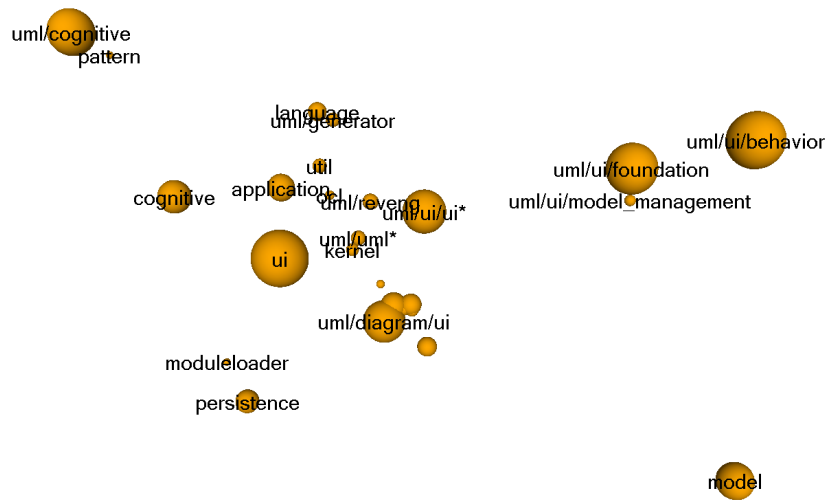 uml/cognitive
pattern
language
uml/generator
uml/ui/behavior
util
uml/ui/foundation
application
cognitive
ocl
uml/reveng
uml/ui/model_management
uml/ui/ui*
uml/uml*
kernel
ui
uml/diagram/ui
moduleloader
persistence
model